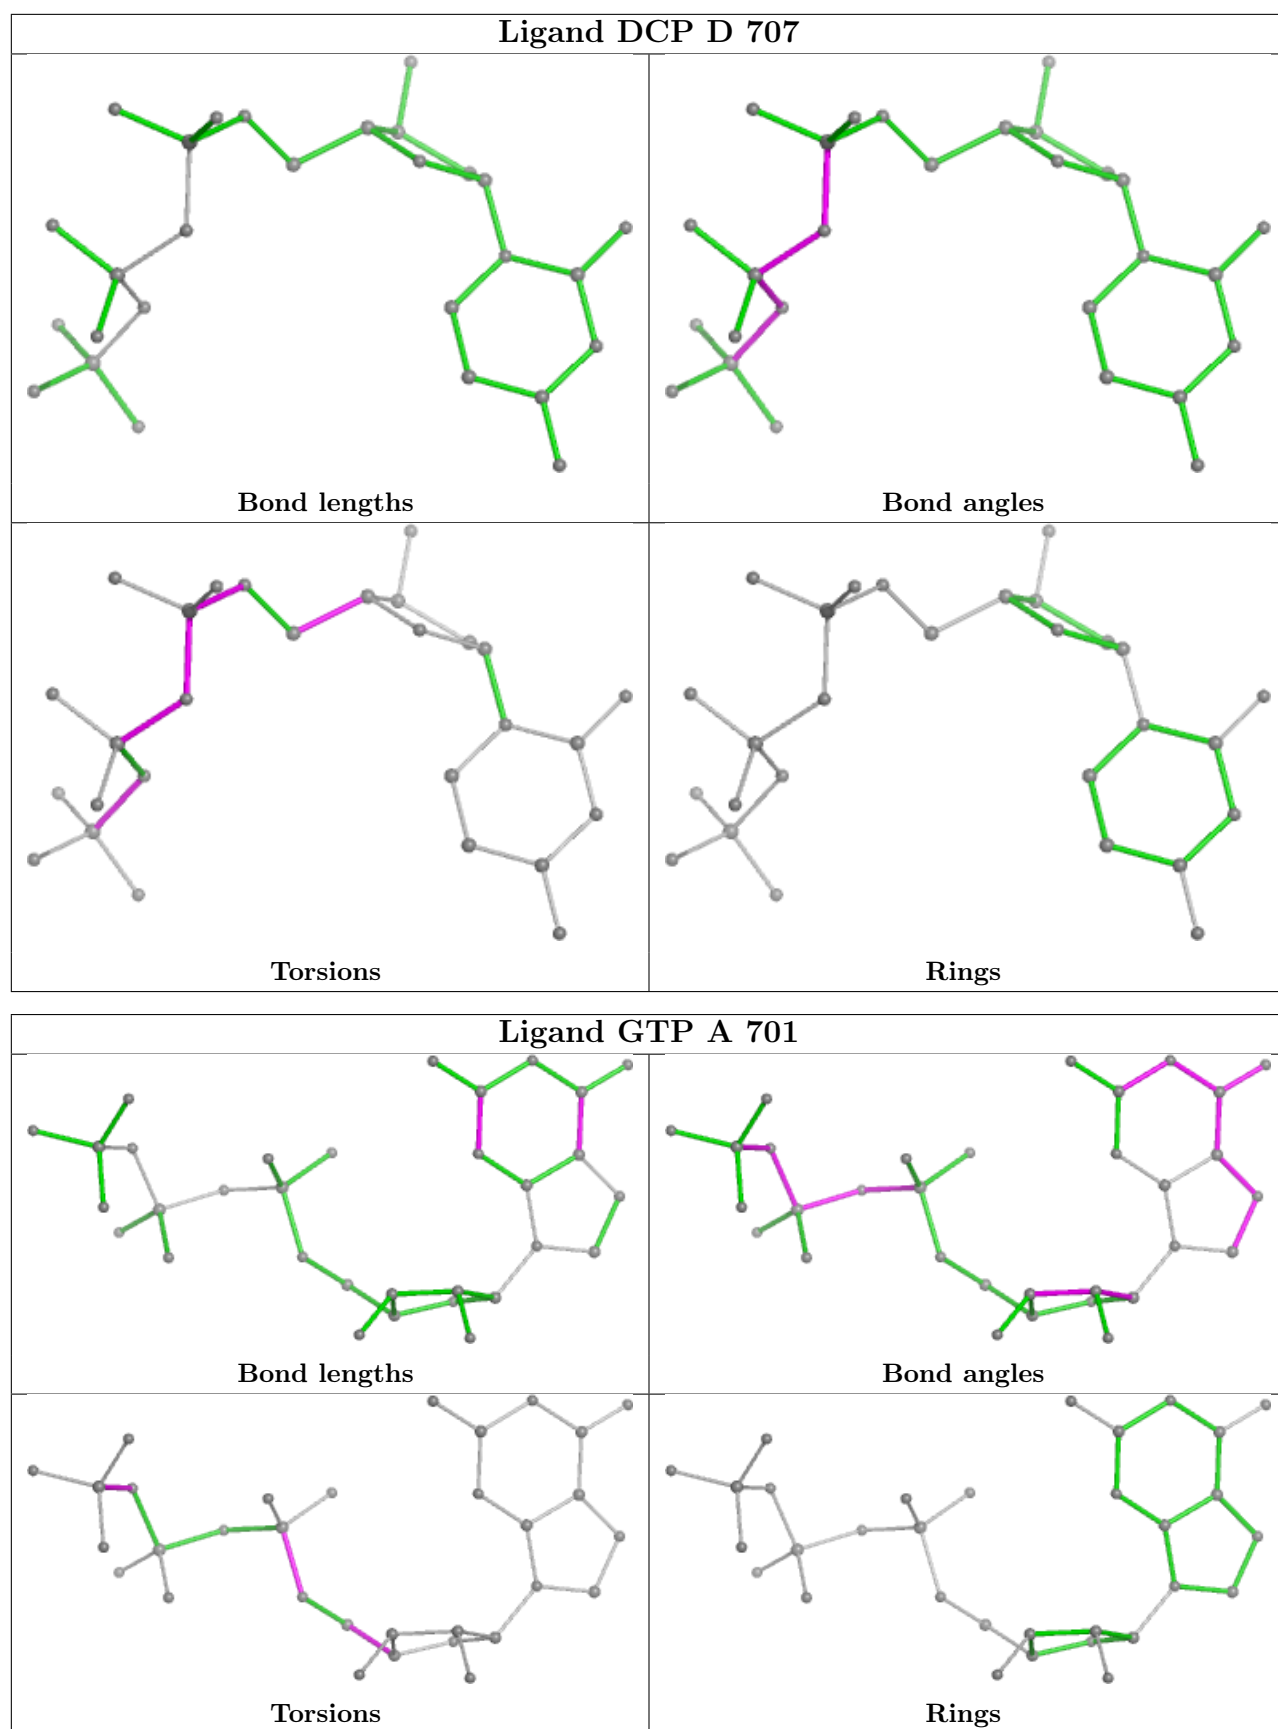 Ligand DCP D 707
Bond lengths
Bond angles
Torsions
Rings
Ligand GTP A 701
Bond lengths
Bond angles
Torsions
Rings